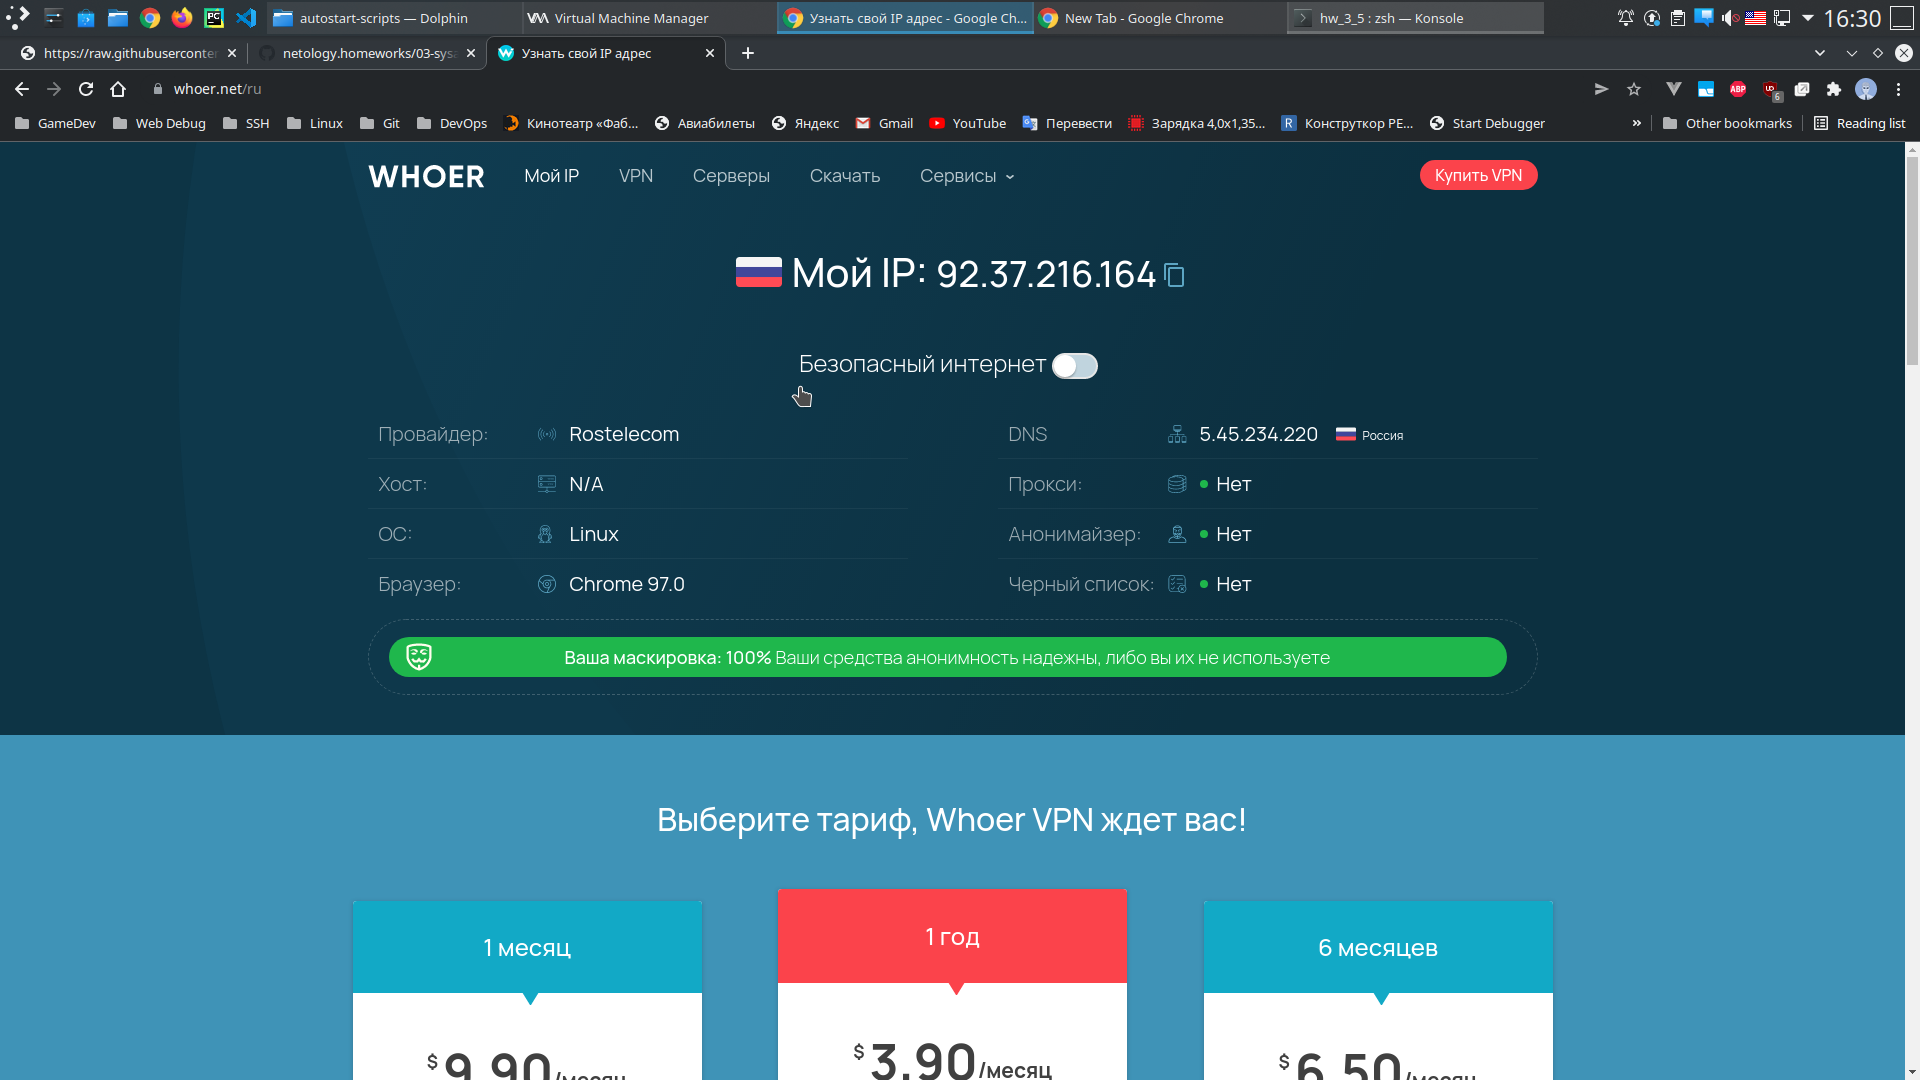 autostart-scripts — Dolphin
Virtual Machine Manager
Узнать свой IP адрес - Google Ch...
New Tab - Google Chrome
hw_3_5 : zsh — Konsole
16:30
https://raw.githubuserconter
netology.homeworks/03-sysa
Узнать свой IP адрес
whoer.net/ru
ABP
6
GameDev
Web Debug
SSH
Linux
Git
DevOps
Кинотеатр «Фаб...
Авиабилеты
Яндекс
Gmail
YouTube
Перевести
Зарядка 4,0x1,35...
R Конструткор РЕ...
Start Debugger
»
Other bookmarks
Reading list
WHOER
Мой IP
VPN
Серверы
Скачать
Сервисы
Купить VPN
Мой IP: 92.37.216.164
Безопасный интернет
Провайдер: Rostelecom
Хост: N/A
ОС: Linux
Браузер: Chrome 97.0
DNS 5.45.234.220 Россия
Прокси: Нет
Анонимайзер: Нет
Черный список: Нет
Ваша маскировка: 100% Ваши средства анонимность надежны, либо вы их не используете
Выберите тариф, Whoer VPN ждет вас!
1 месяц
$ 9.90/месяц
1 год
$ 3.90/месяц
6 месяцев
$ 6.50/месяц